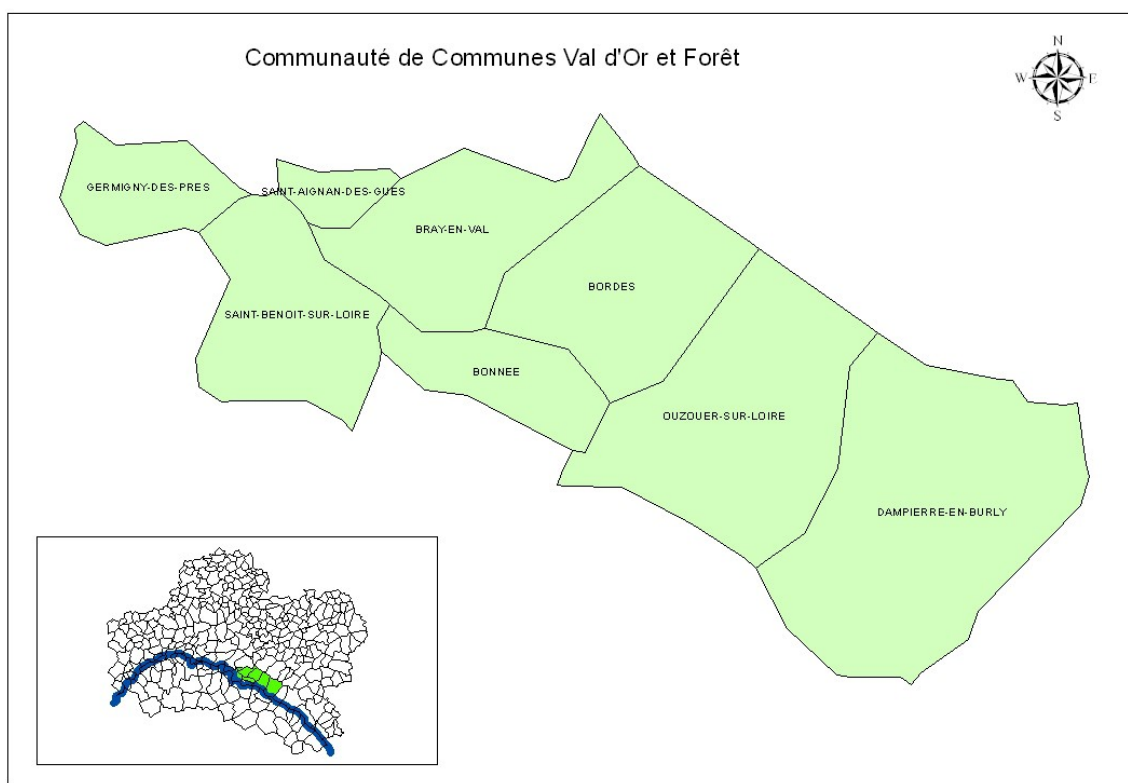 Communauté de Communes Val d'Or et Forêt
N
W E
S
GERMIGNY-DES-PRES
SAINT-AIGNAN-DES-GUES
BRAY-EN-VAL
BORDES
SAINT-BENOIT-SUR-LOIRE
BONNEE
OUZOUER-SUR-LOIRE
DAMPIERRE-EN-BURLY